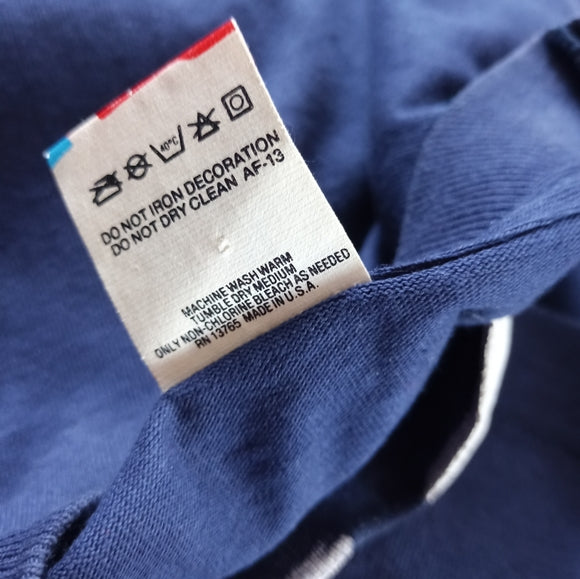 40°C
DO NOT IRON DECORATION
DO NOT DRY CLEAN AF-13
MACHINE WASH WARM
TUMBLE DRY MEDIUM
ONLY NON-CHLORINE BLEACH AS NEEDED
RN 13765 MADE IN U.S.A.